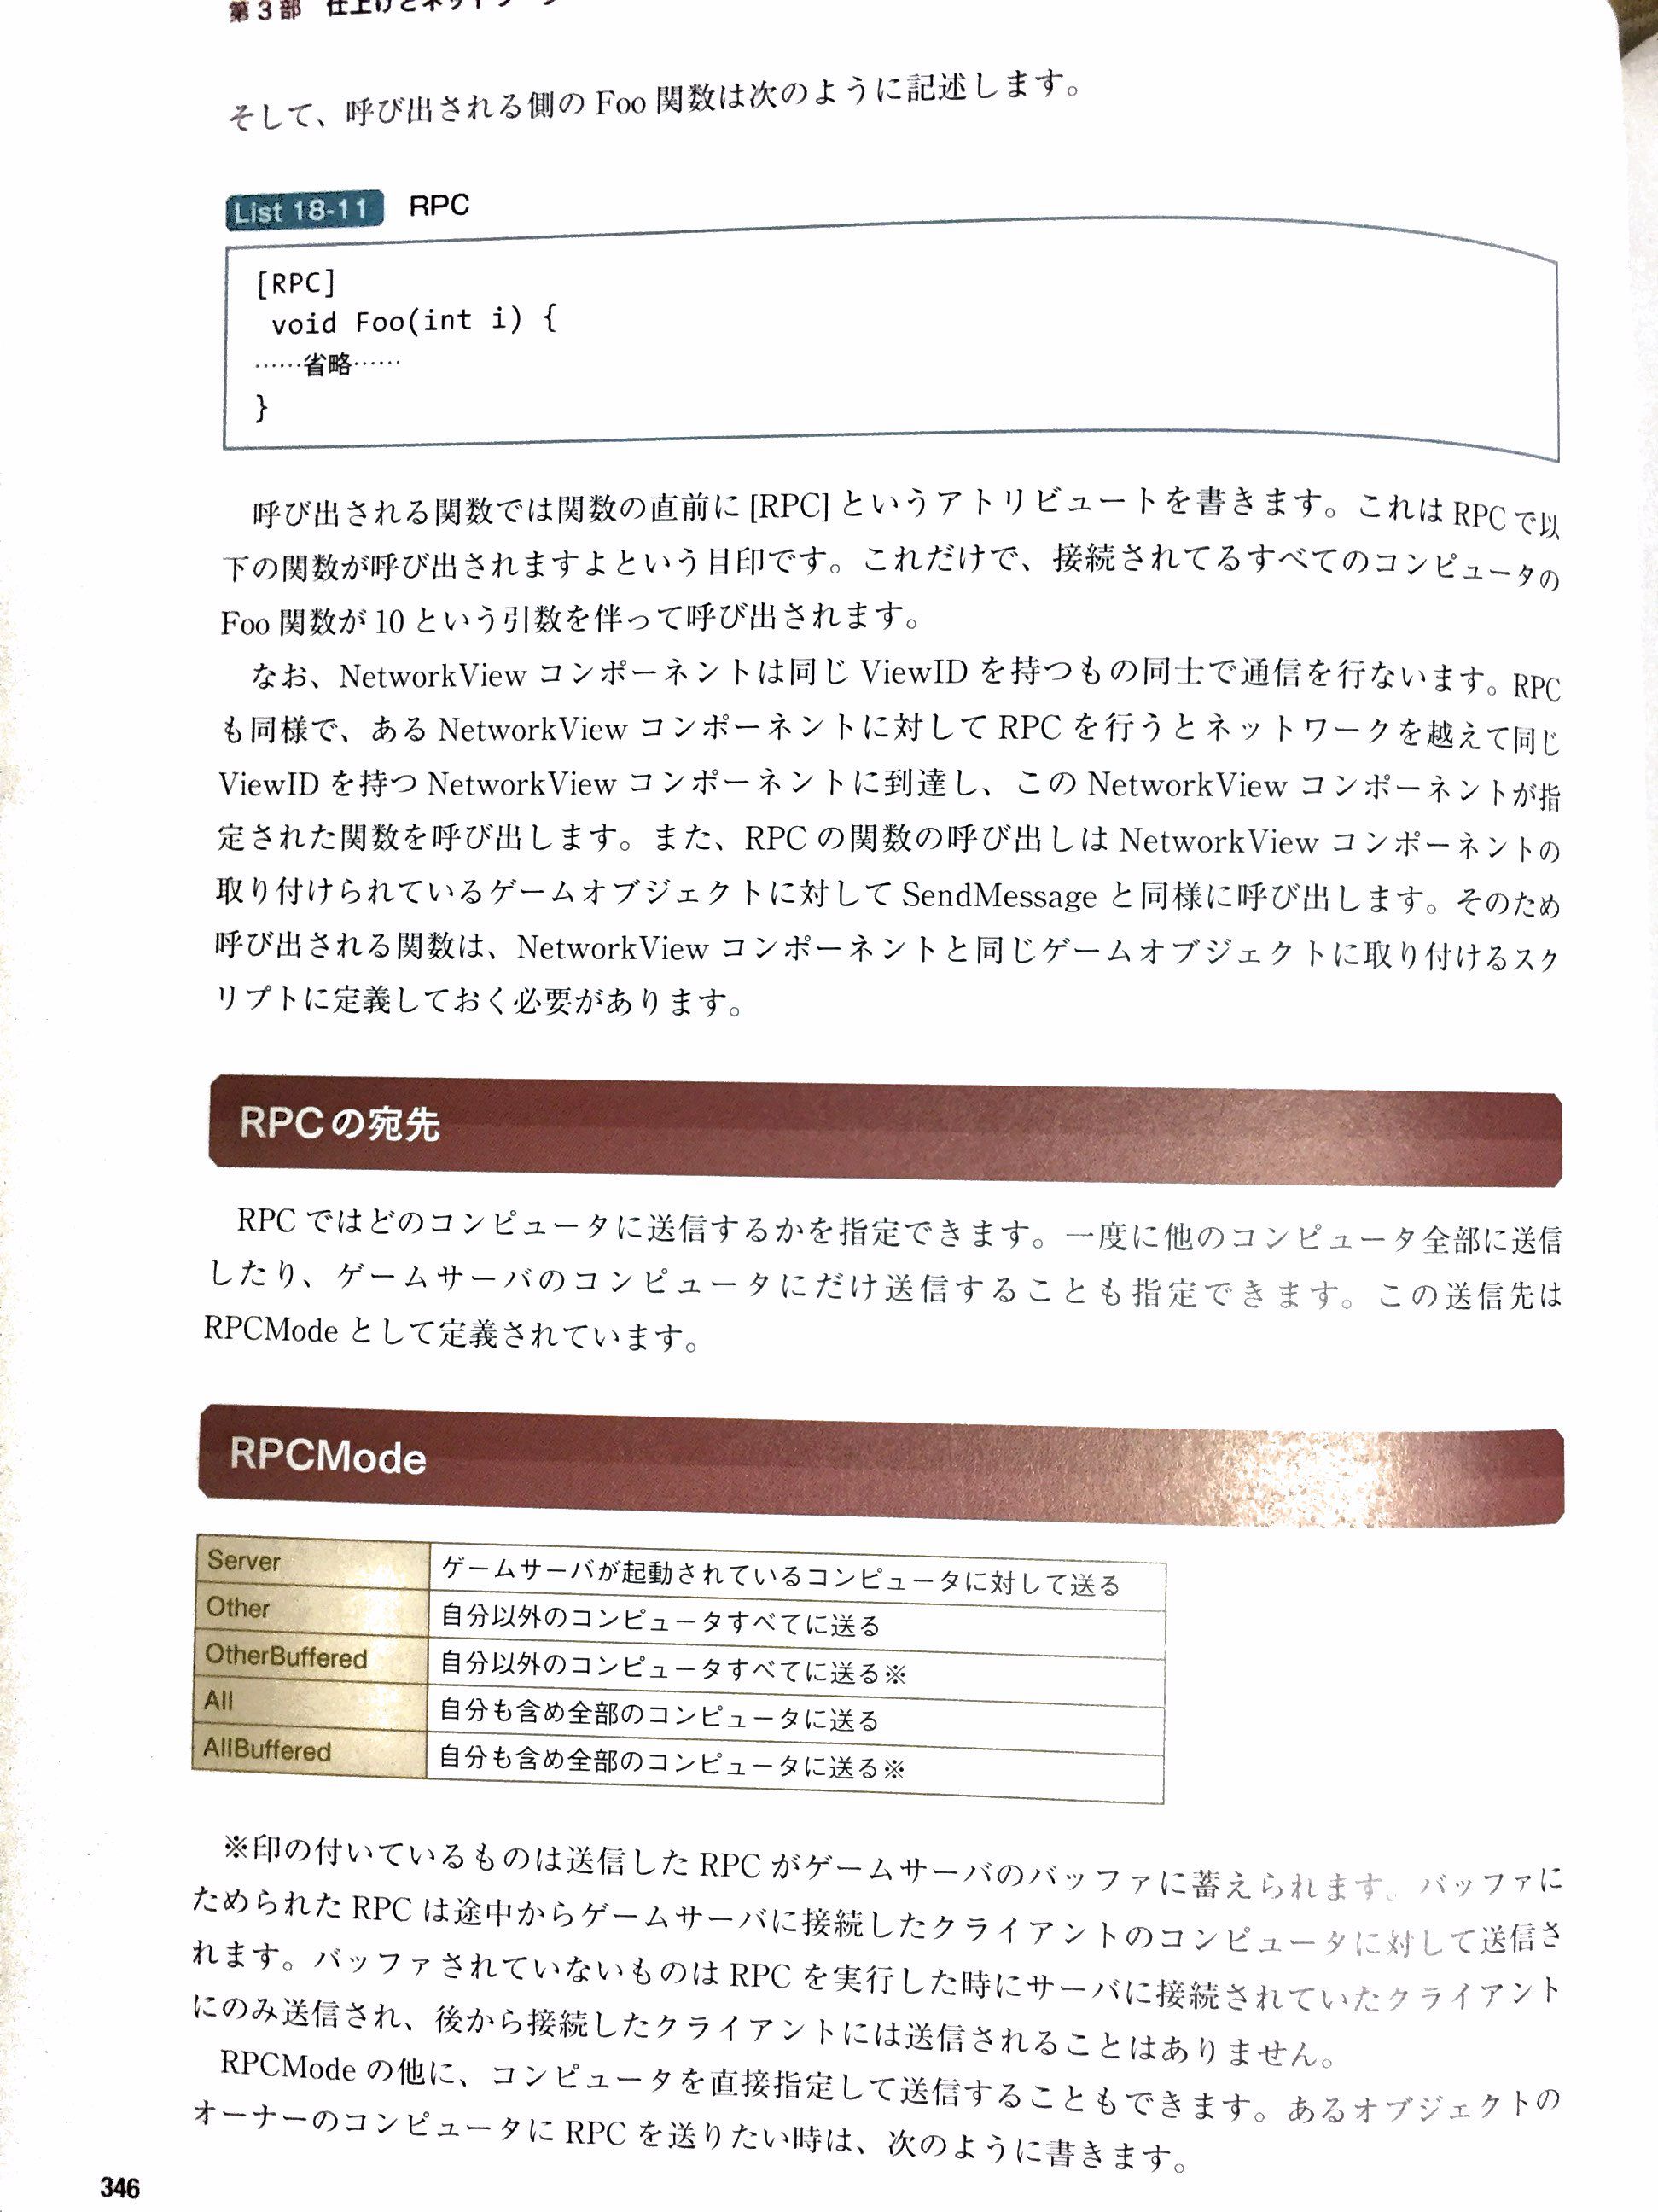 第3部 仕上げとネットワーク
そして、呼び出される側の Foo 関数は次のように記述します。
List 18-11 RPC
[RPC]
void Foo(int i) {
……省略……
}
呼び出される関数では関数の直前に [RPC] というアトリビュートを書きます。これは RPC で以
下の関数が呼び出されますよという目印です。これだけで、接続されてるすべてのコンピュータの
Foo 関数が 10 という引数を伴って呼び出されます。
なお、NetworkView コンポーネントは同じ ViewID を持つもの同士で通信を行ないます。RPC
も同様で、ある NetworkView コンポーネントに対して RPC を行うとネットワークを越えて同じ
ViewID を持つ NetworkView コンポーネントに到達し、この NetworkView コンポーネントが指
定された関数を呼び出します。また、RPC の関数の呼び出しは NetworkView コンポーネントの
取り付けられているゲームオブジェクトに対して SendMessage と同様に呼び出します。そのため
呼び出される関数は、NetworkView コンポーネントと同じゲームオブジェクトに取り付けるスク
リプトに定義しておく必要があります。
RPCの宛先
RPC ではどのコンピュータに送信するかを指定できます。一度に他のコンピュータ全部に送信
したり、ゲームサーバのコンピュータにだけ送信することも指定できます。この送信先は
RPCMode として定義されています。
RPCMode
Server ゲームサーバが起動されているコンピュータに対して送る
Other 自分以外のコンピュータすべてに送る
OtherBuffered 自分以外のコンピュータすべてに送る※
All 自分も含め全部のコンピュータに送る
AllBuffered 自分も含め全部のコンピュータに送る※
※印の付いているものは送信した RPC がゲームサーバのバッファに蓄えられます。バッファに
ためられた RPC は途中からゲームサーバに接続したクライアントのコンピュータに対して送信さ
れます。バッファされていないものは RPC を実行した時にサーバに接続されていたクライアント
にのみ送信され、後から接続したクライアントには送信されることはありません。
RPCMode の他に、コンピュータを直接指定して送信することもできます。あるオブジェクトの
オーナーのコンピュータに RPC を送りたい時は、次のように書きます。
346